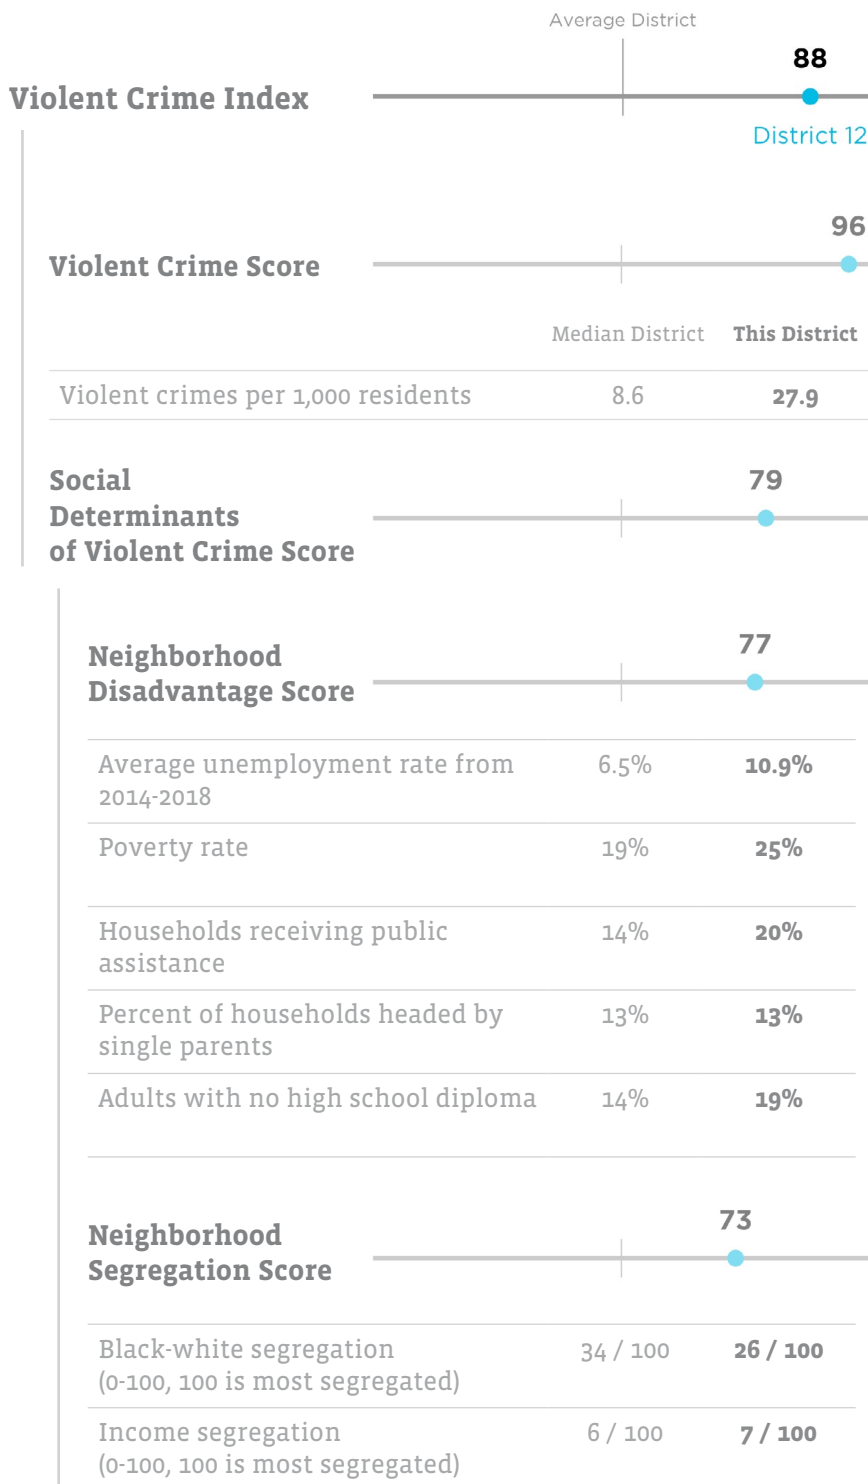 Average District
88
Violent Crime Index
District 12
96
Violent Crime Score
Median District This District
Violent crimes per 1,000 residents 8.6 27.9
Social
79
Determinants
of Violent Crime Score
77
Neighborhood
Disadvantage Score
Average unemployment rate from 6.5% 10.9%
2014-2018
Poverty rate 19% 25%
Households receiving public 14% 20%
assistance
Percent of households headed by 13% 13%
single parents
Adults with no high school diploma 14% 19%
73
Neighborhood
Segregation Score
Black-white segregation 34 / 100 26 / 100
(0-100, 100 is most segregated)
Income segregation 6 / 100 7 / 100
(0-100, 100 is most segregated)